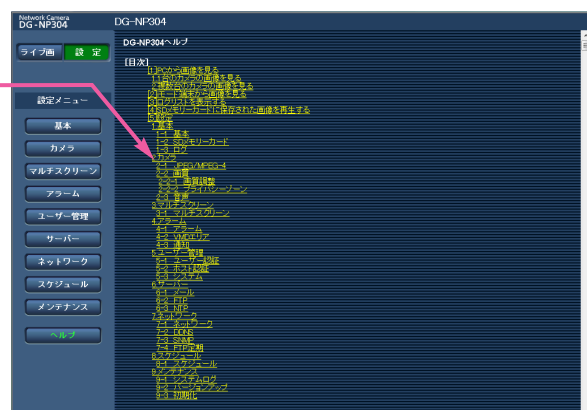 Network Camera
DG-NP304
DG-NP304
ライブ画
設 定
設定メニュー
基本
カメラ
マルチスクリーン
アラーム
ユーザー管理
サーバー
ネットワーク
スケジュール
メンテナンス
ヘルプ
DG-NP304ヘルプ
[目次]
[1]PCから画像を見る
1.1台のカメラの画像を見る
2.複数台のカメラの画像を見る
[2]モード端末から画像を見る
[3]ログリストを表示する
[4]SDメモリーカードに保存された画像を再生する
[5]設定
1.基本
1-1 基本
1-2 SDメモリーカード
1-3 ログ
2.カメラ
2-1 JPEG/MPEG-4
2-2 画質
2-2-1 画質調整
2-2-2 プライバシーゾーン
2-3 音声
3.マルチスクリーン
3-1 マルチスクリーン
4.アラーム
4-1 アラーム
4-2 VMDエリア
4-3 通知
5.ユーザー管理
5-1 ユーザー認証
5-2 ホスト認証
5-3 システム
6.サーバー
6-1 メール
6-2 FTP
6-3 NTP
7.ネットワーク
7-1 ネットワーク
7-2 DDNS
7-3 SNMP
7-4 FTP定期
8.スケジュール
8-1 スケジュール
9.メンテナンス
9-1 システムログ
9-2 バージョンアップ
9-3 初期化